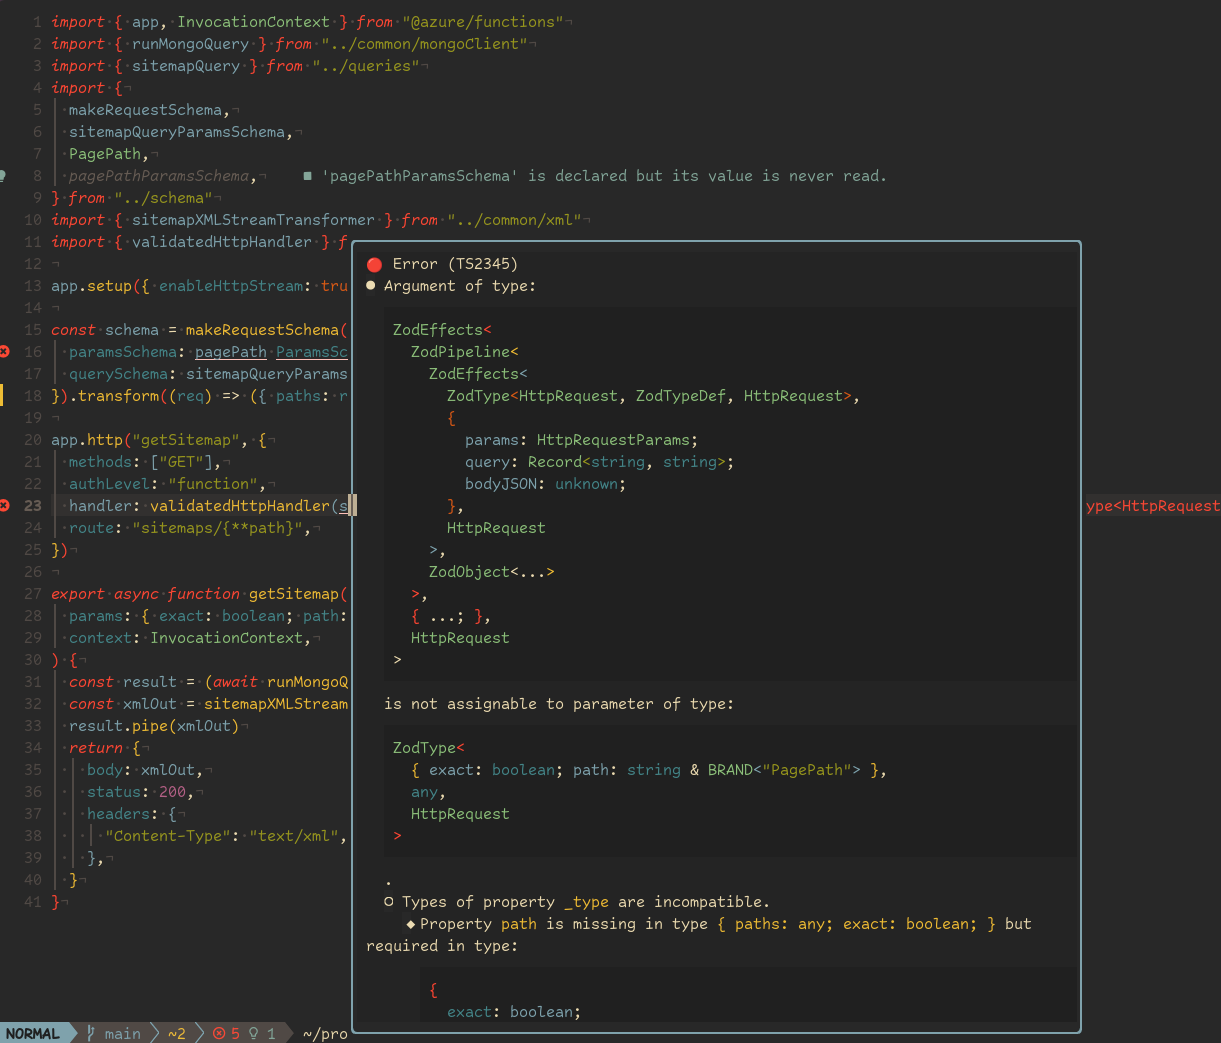 1 import { app, InvocationContext } from "@azure/functions"¬
2 import { runMongoQuery } from "../common/mongoClient"¬
3 import { sitemapQuery } from "../queries"¬
4 import {¬
5 makeRequestSchema,¬
6 sitemapQueryParamsSchema,¬
7 PagePath,¬
8 pagePathParamsSchema,¬ ■ 'pagePathParamsSchema' is declared but its value is never read.
9 } from "../schema"¬
10 import { sitemapXMLStreamTransformer } from "../common/xml"¬
11 import { validatedHttpHandler } f
12 ¬
13 app.setup({ enableHttpStream: tru
14 ¬
15 const schema = makeRequestSchema(
16 paramsSchema: pagePath ParamsSc
17 querySchema: sitemapQueryParams
18 }).transform((req) => ({ paths: r
19 ¬
20 app.http("getSitemap", {¬
21 methods: ["GET"],¬
22 authLevel: "function",¬
23 handler: validatedHttpHandler(s ype<HttpRequest
24 route: "sitemaps/{**path}",¬
25 })¬
26 ¬
27 export async function getSitemap(
28 params: { exact: boolean; path:
29 context: InvocationContext,¬
30 ) {¬
31 const result = (await runMongoQ
32 const xmlOut = sitemapXMLStream
33 result.pipe(xmlOut)¬
34 return {¬
35 body: xmlOut,¬
36 status: 200,¬
37 headers: {¬
38 "Content-Type": "text/xml",
39 },¬
40 }¬
41 }¬
Error (TS2345)
● Argument of type:
ZodEffects<
ZodPipeline<
ZodEffects<
ZodType<HttpRequest, ZodTypeDef, HttpRequest>,
{
params: HttpRequestParams;
query: Record<string, string>;
bodyJSON: unknown;
},
HttpRequest
>,
ZodObject<...>
>,
{ ...; },
HttpRequest
>
is not assignable to parameter of type:
ZodType<
{ exact: boolean; path: string & BRAND<"PagePath"> },
any,
HttpRequest
>
.
○ Types of property _type are incompatible.
◆ Property path is missing in type { paths: any; exact: boolean; } but
required in type:
{
exact: boolean;
NORMAL main ~2 5 1 ~/pro